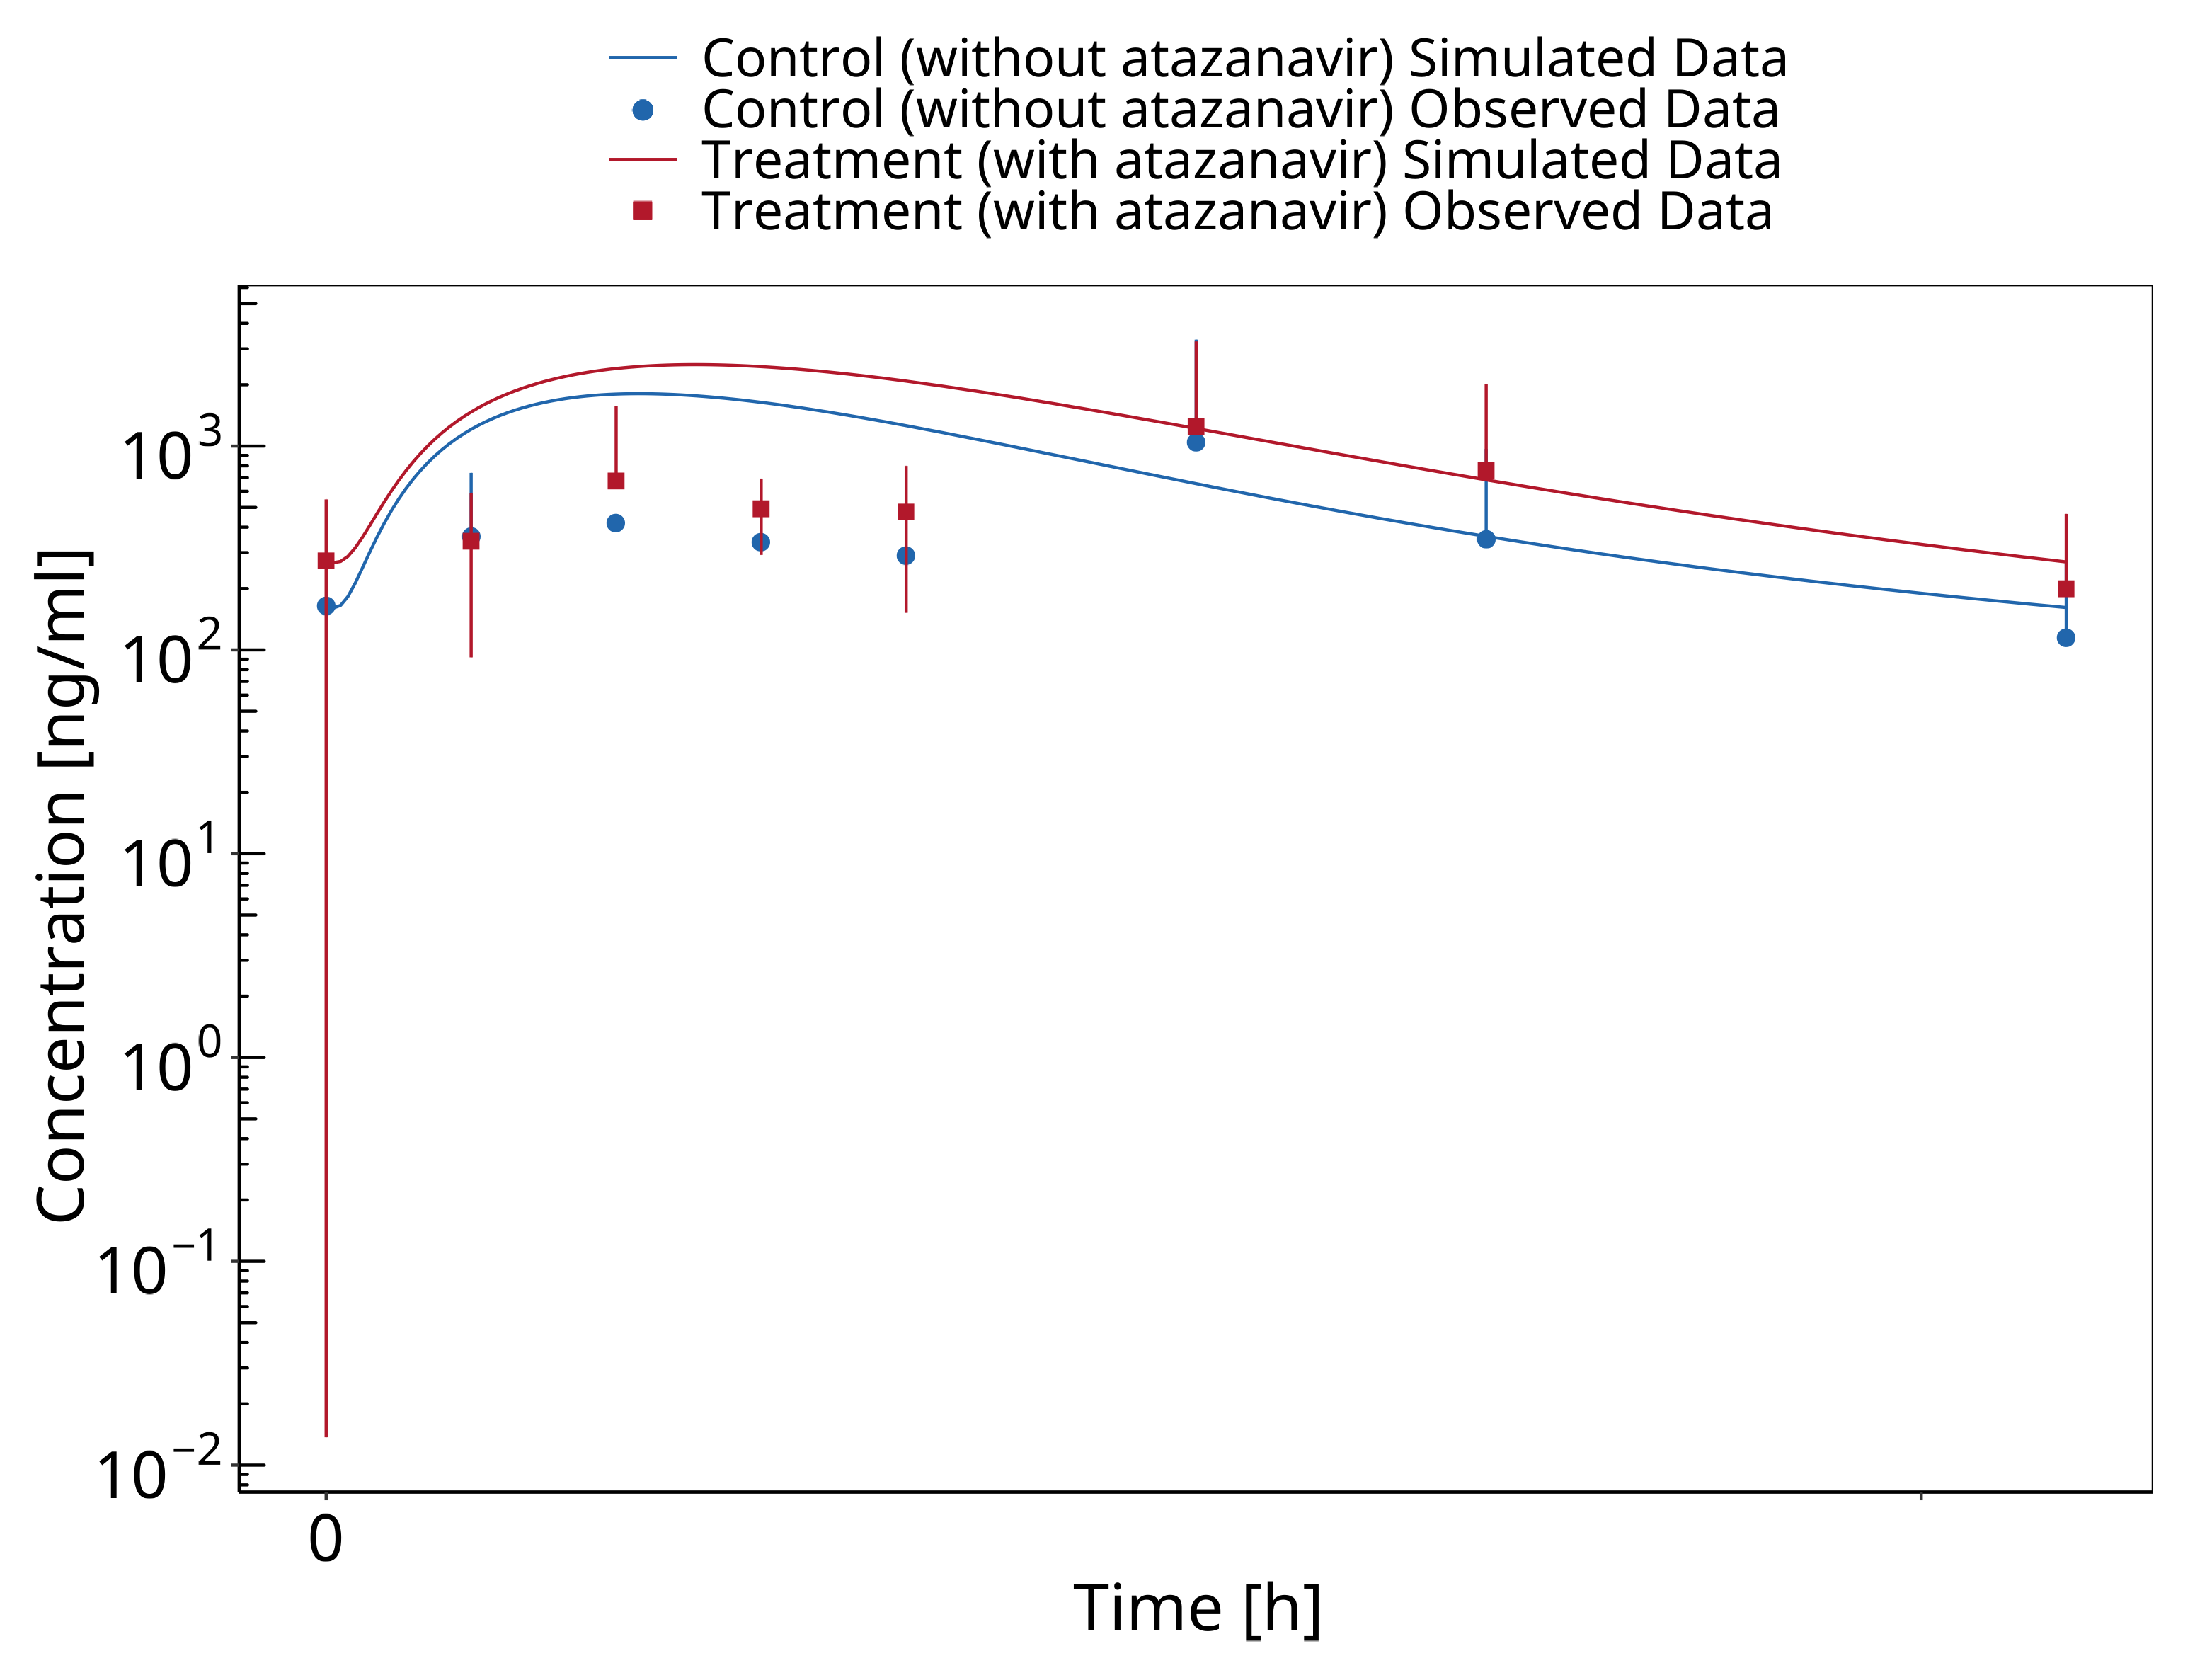 Control (without atazanavir) Simulated Data
Control (without atazanavir) Observed Data
Treatment (with atazanavir) Simulated Data
Treatment (with atazanavir) Observed Data
Concentration [ng/ml]
10³
10²
10¹
10⁰
10⁻¹
10⁻²
0
Time [h]